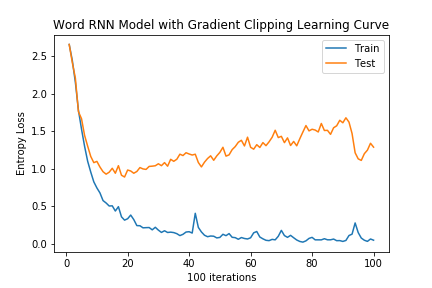 Word RNN Model with Gradient Clipping Learning Curve
Train
Test
Entropy Loss
2.5
2.0
1.5
1.0
0.5
0.0
0 20 40 60 80 100
100 iterations